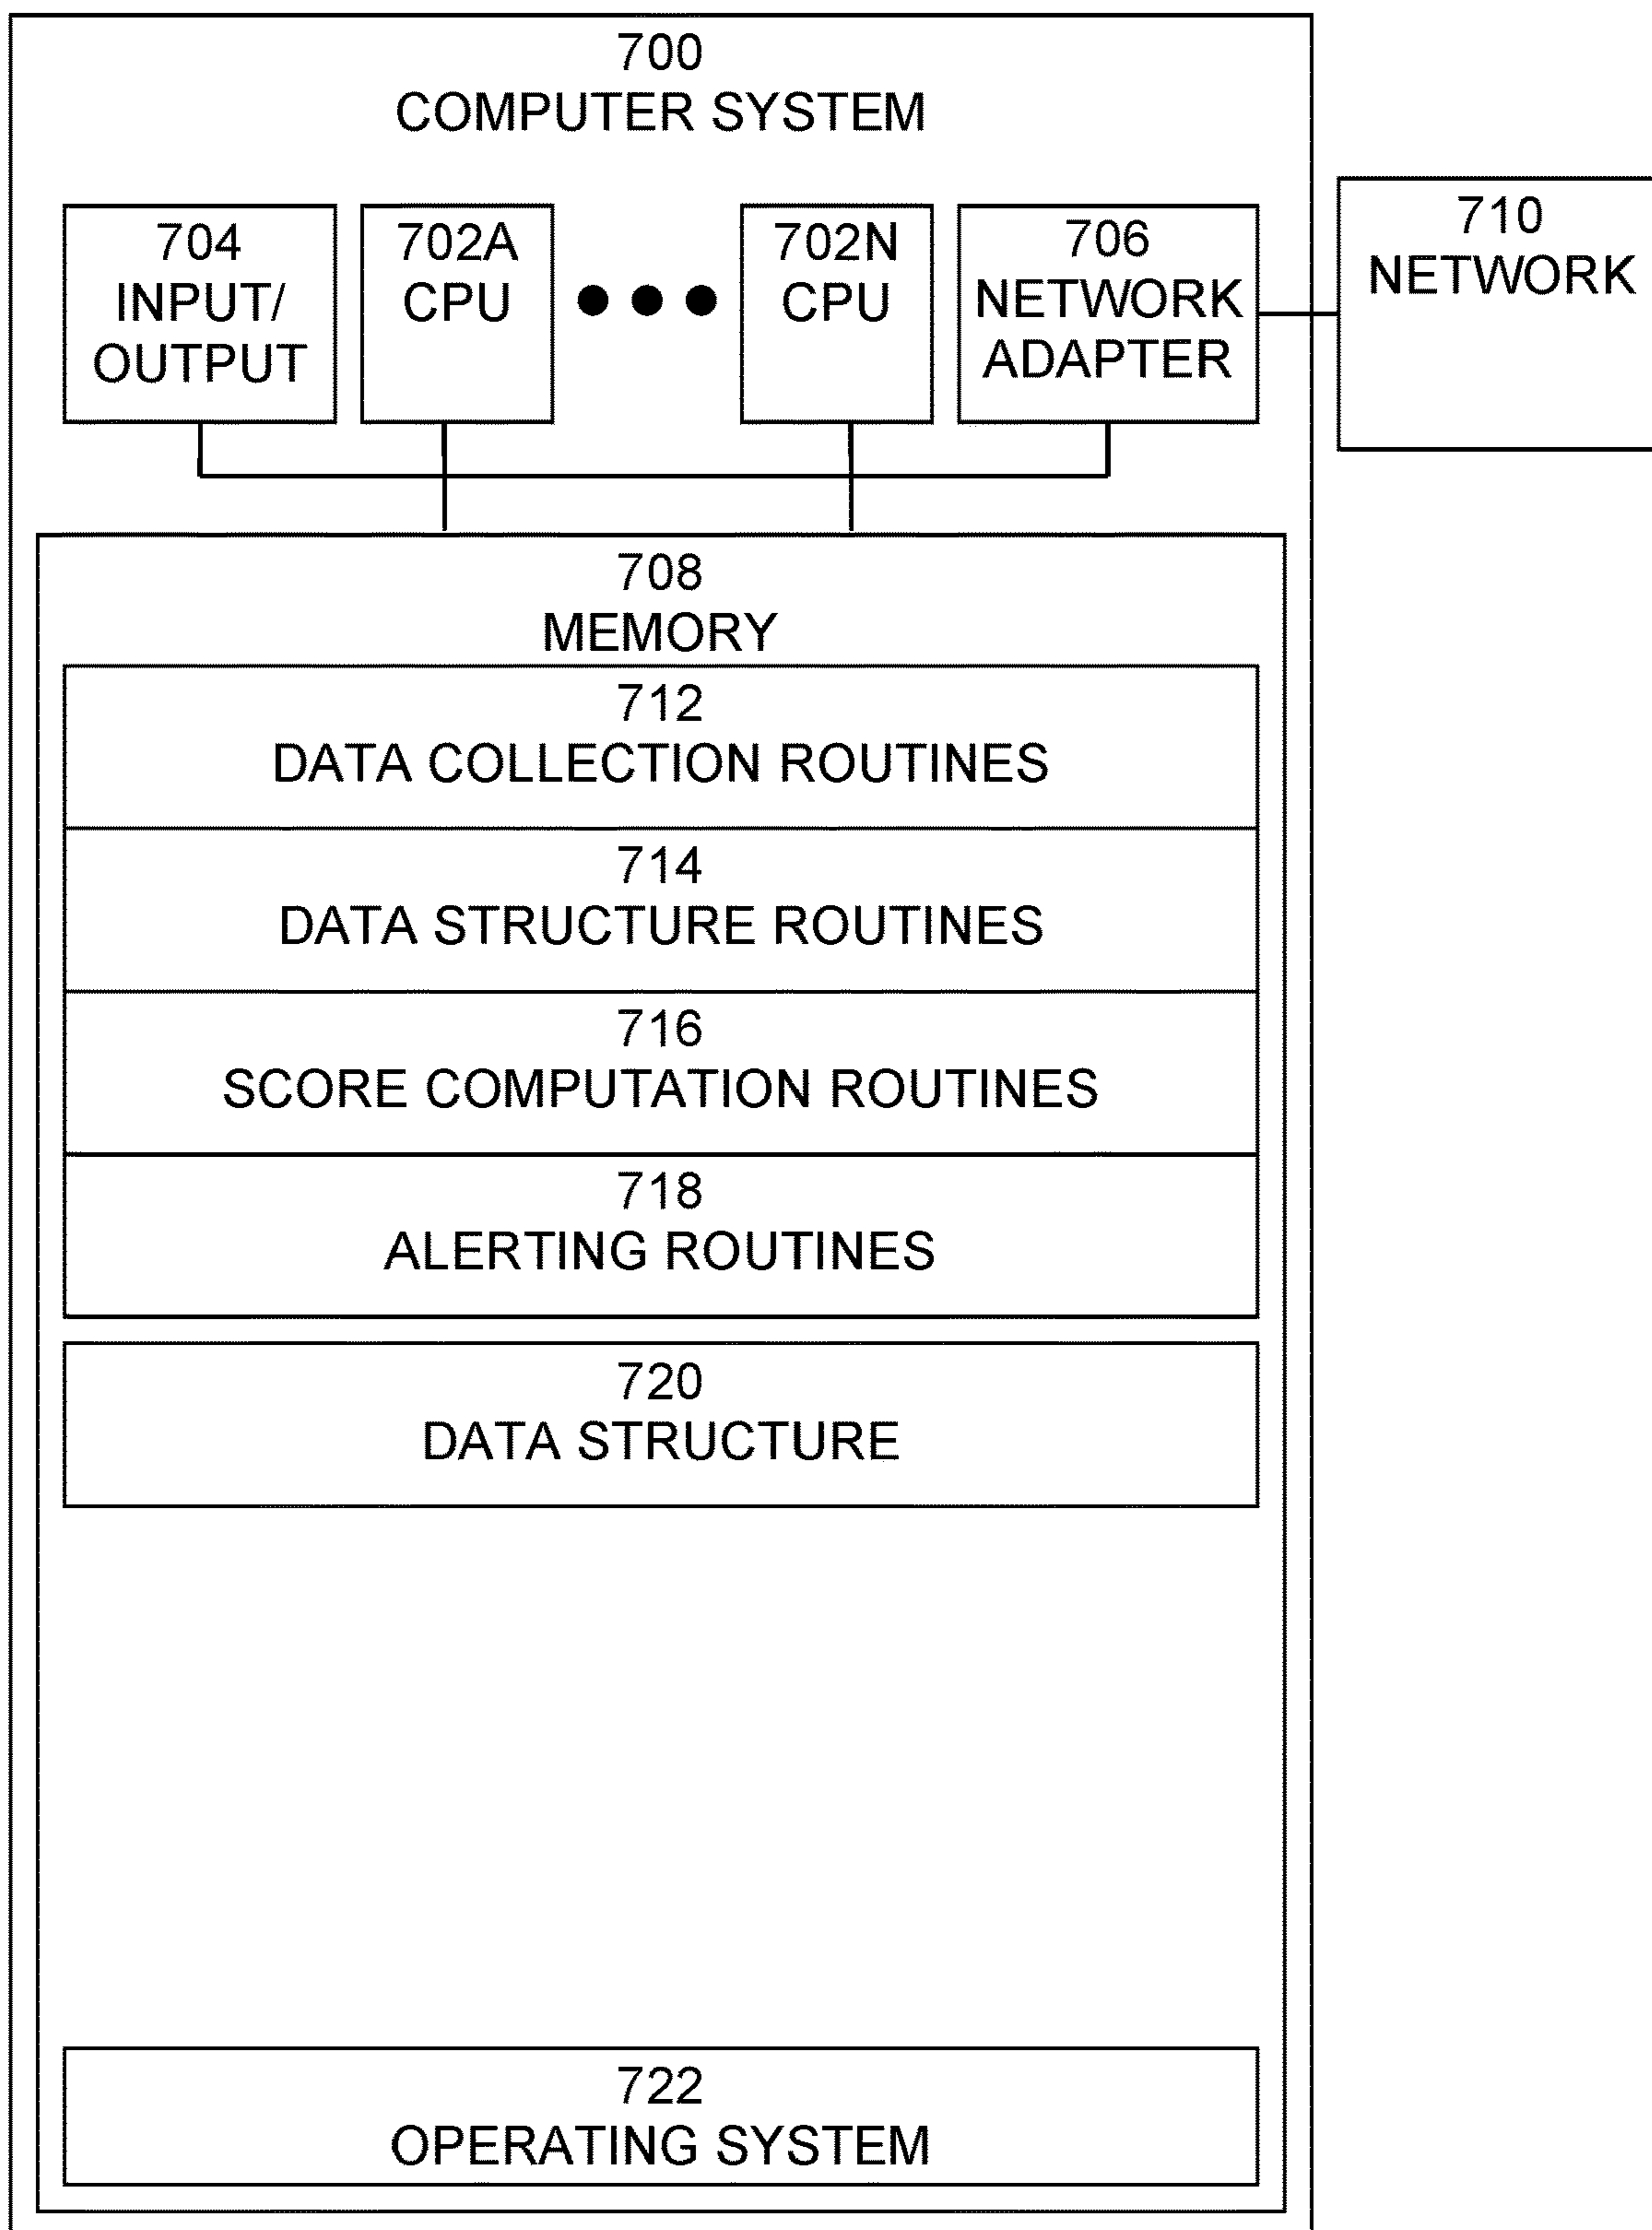 700
COMPUTER SYSTEM
704
INPUT/
OUTPUT
702A
CPU
702N
CPU
706
NETWORK
ADAPTER
710
NETWORK
708
MEMORY
712
DATA COLLECTION ROUTINES
714
DATA STRUCTURE ROUTINES
716
SCORE COMPUTATION ROUTINES
718
ALERTING ROUTINES
720
DATA STRUCTURE
722
OPERATING SYSTEM